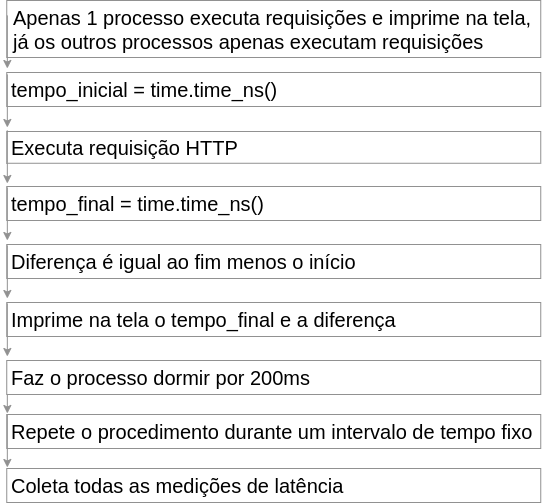 Apenas 1 processo executa requisições e imprime na tela,
já os outros processos apenas executam requisições
tempo_inicial = time.time_ns()
Executa requisição HTTP
tempo_final = time.time_ns()
Diferença é igual ao fim menos o início
Imprime na tela o tempo_final e a diferença
Faz o processo dormir por 200ms
Repete o procedimento durante um intervalo de tempo fixo
Coleta todas as medições de latência